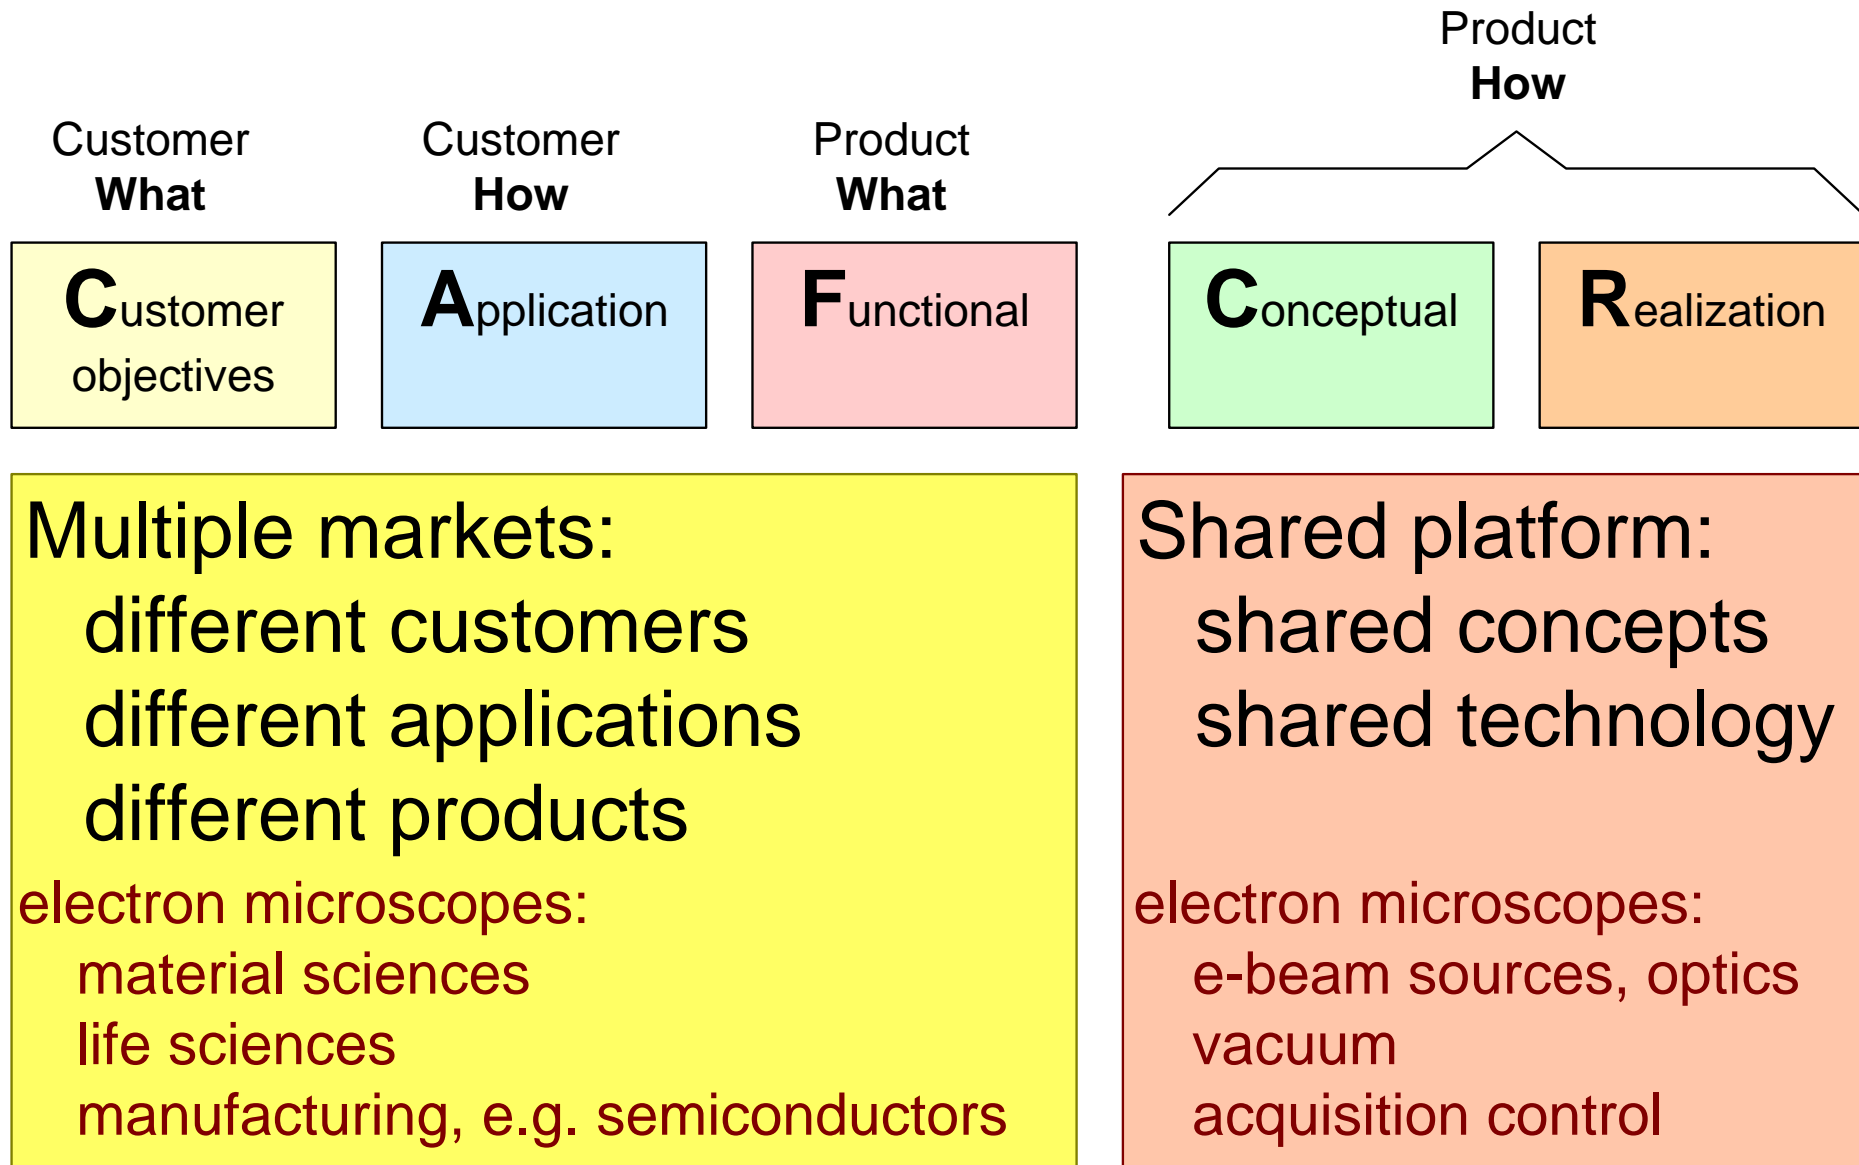 Product
How
Customer
What
Customer
How
Product
What
Customer
objectives
Application
Functional
Conceptual
Realization
Multiple markets:
different customers
different applications
different products
electron microscopes:
material sciences
life sciences
manufacturing, e.g. semiconductors
Shared platform:
shared concepts
shared technology
electron microscopes:
e-beam sources, optics
vacuum
acquisition control